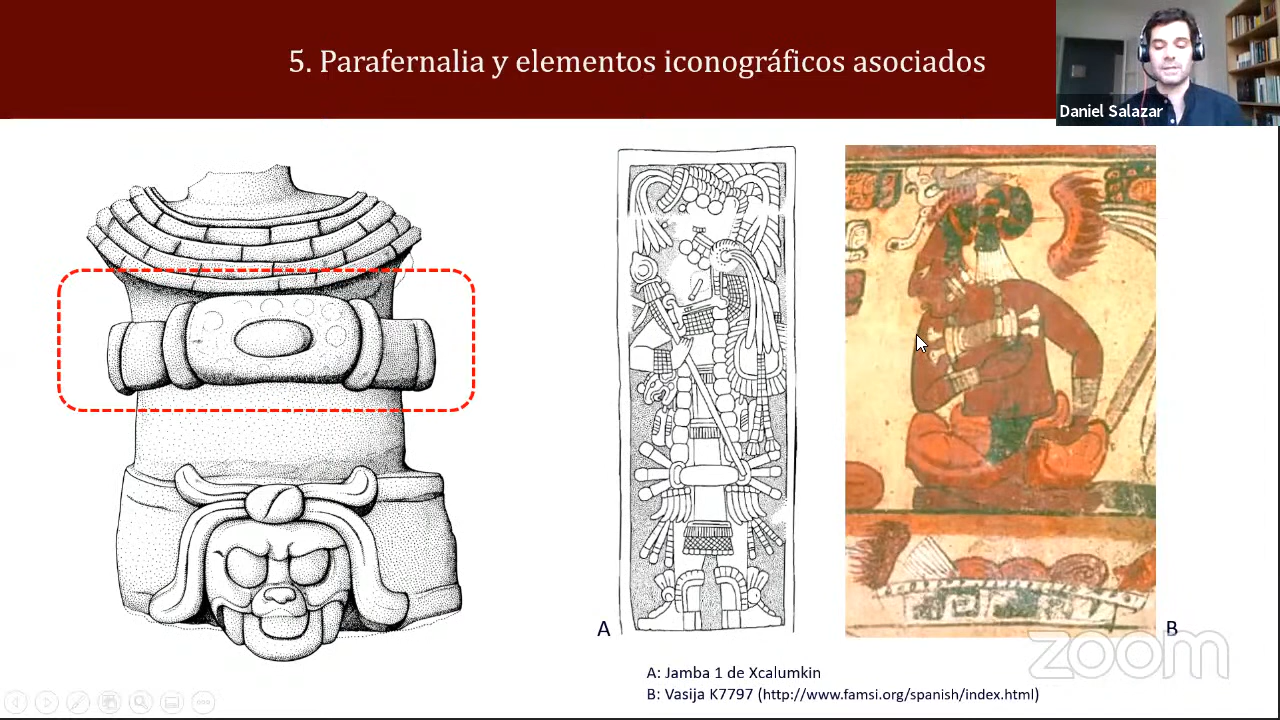 5. Parafernalia y elementos iconográficos asociados
Daniel Salazar
A
B
A: Jamba 1 de Xcalumkin
B: Vasija K7797 (http://www.famsi.org/spanish/index.html)
zoom